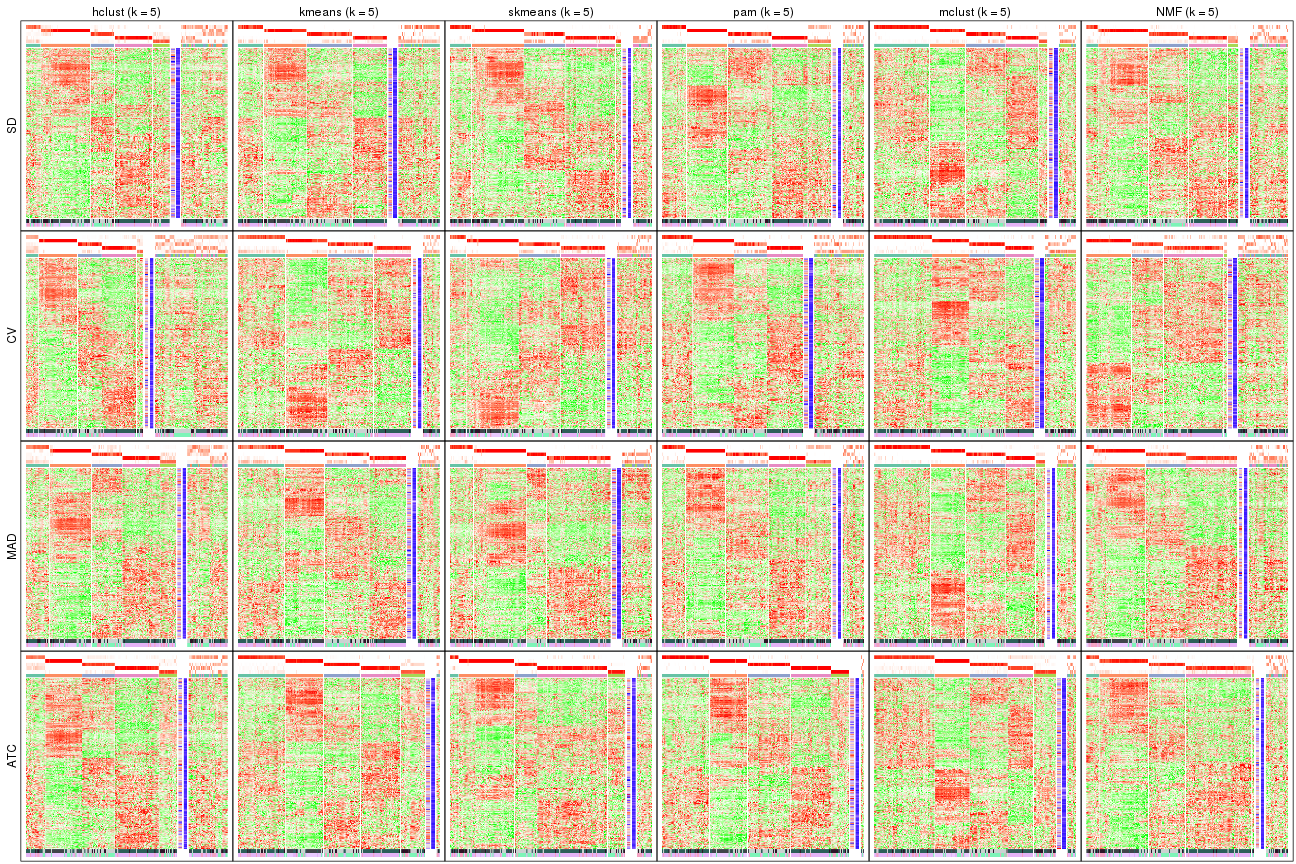 hclust (k = 5) kmeans (k = 5) skmeans (k = 5) pam (k = 5) mclust (k = 5) NMF (k = 5)
SD
CV
MAD
ATC